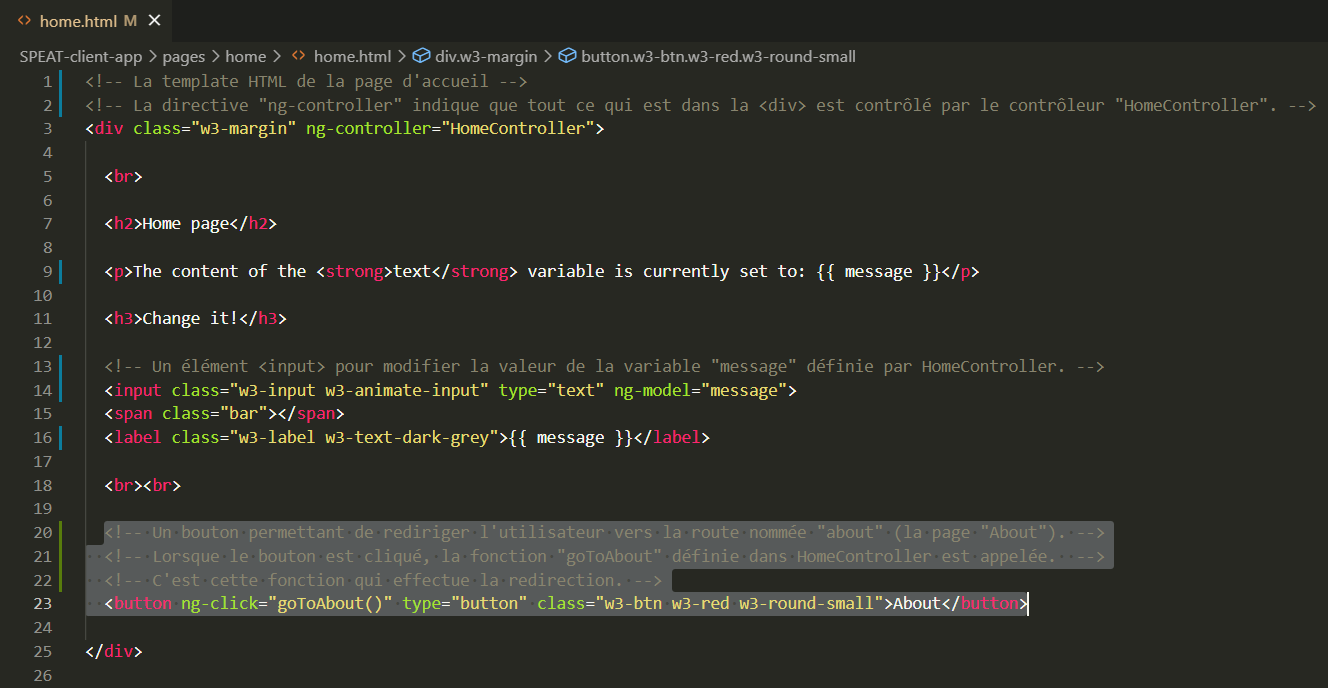 home.html M
SPEAT-client-app > pages > home > home.html > div.w3-margin > button.w3-btn.w3-red.w3-round-small
1 <!-- La template HTML de la page d'accueil -->
2 <!-- La directive "ng-controller" indique que tout ce qui est dans la <div> est contrôlé par le contrôleur "HomeController". -->
3 <div class="w3-margin" ng-controller="HomeController">
4
5 <br>
6
7 <h2>Home page</h2>
8
9 <p>The content of the <strong>text</strong> variable is currently set to: {{ message }}</p>
10
11 <h3>Change it!</h3>
12
13 <!-- Un élément <input> pour modifier la valeur de la variable "message" définie par HomeController. -->
14 <input class="w3-input w3-animate-input" type="text" ng-model="message">
15 <span class="bar"></span>
16 <label class="w3-label w3-text-dark-grey">{{ message }}</label>
17
18 <br><br>
19
20 <!-- Un bouton permettant de rediriger l'utilisateur vers la route nommée "about" (la page "About"). -->
21 <!-- Lorsque le bouton est cliqué, la fonction "goToAbout" définie dans HomeController est appelée. -->
22 <!-- C'est cette fonction qui effectue la redirection. -->
23 <button ng-click="goToAbout()" type="button" class="w3-btn w3-red w3-round-small">About</button>
24
25 </div>
26